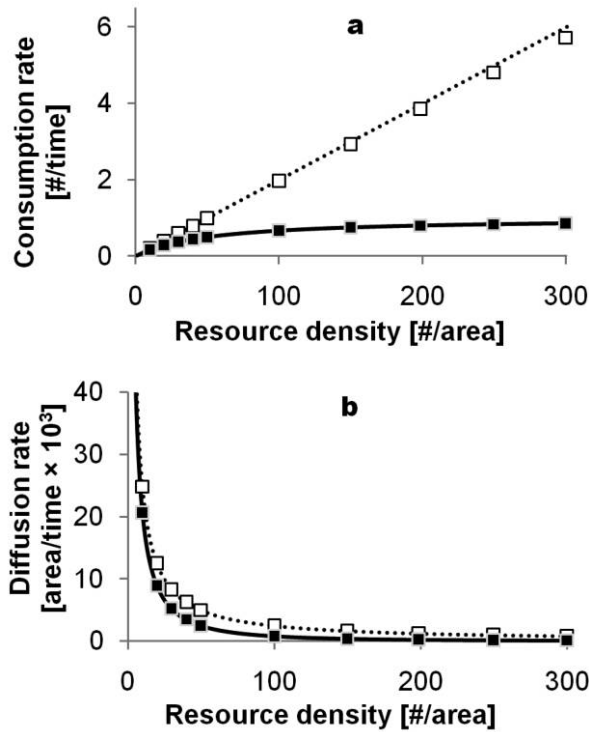 a
Consumption rate
[#/time]
6
4
2
0
0 100 200 300
Resource density [#/area]
b
Diffusion rate
[area/time × 10³]
40
30
20
10
0
0 100 200 300
Resource density [#/area]